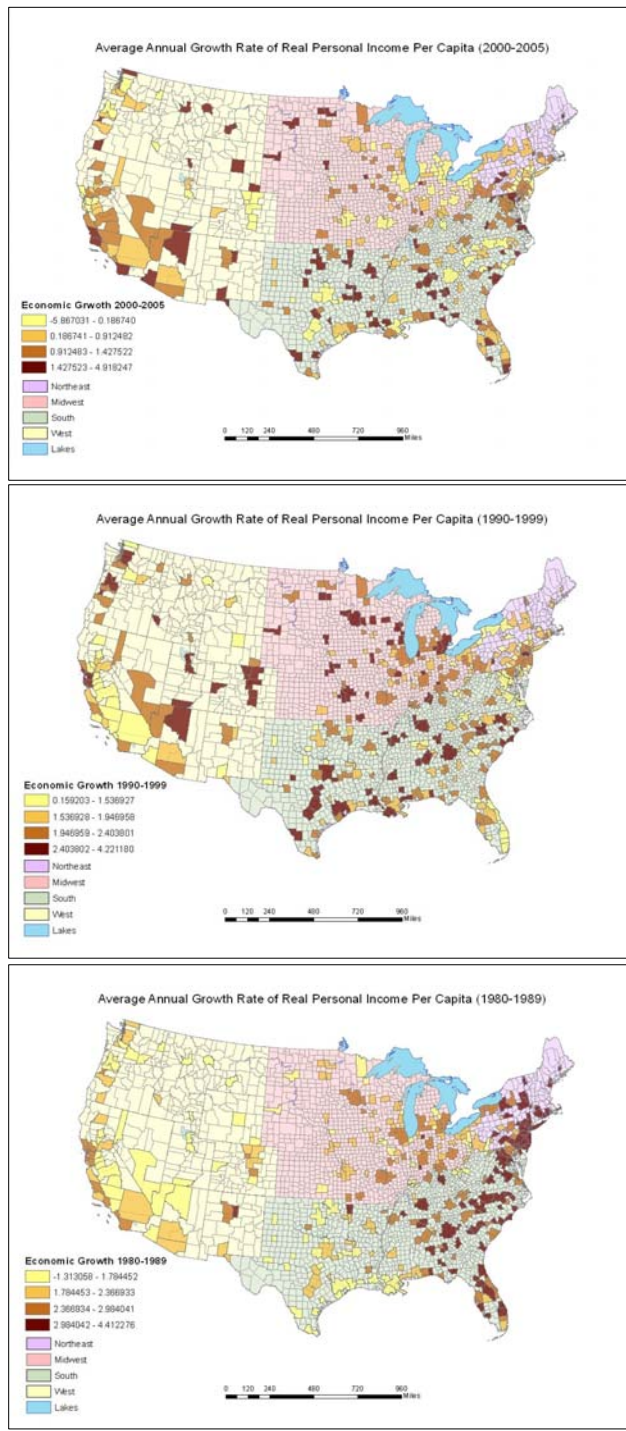 Average Annual Growth Rate of Real Personal Income Per Capita (2000-2005)
Economic Grwoth 2000-2005
-5.867031 - 0.186740
0.186741 - 0.912482
0.912483 - 1.427522
1.427523 - 4.918247
Northeast
Midwest
South
West
Lakes
0 120 240 480 720 960
Miles
Average Annual Growth Rate of Real Personal Income Per Capita (1990-1999)
Economic Growth 1990-1999
0.159203 - 1.536927
1.536928 - 1.946958
1.946959 - 2.403801
2.403802 - 4.221180
Northeast
Midwest
South
West
Lakes
0 120 240 480 720 960
Miles
Average Annual Growth Rate of Real Personal Income Per Capita (1980-1989)
Economic Growth 1980-1989
-1.313058 - 1.784452
1.784453 - 2.366933
2.366934 - 2.984041
2.984042 - 4.412276
Northeast
Midwest
South
West
Lakes
0 120 240 480 720 960
Miles